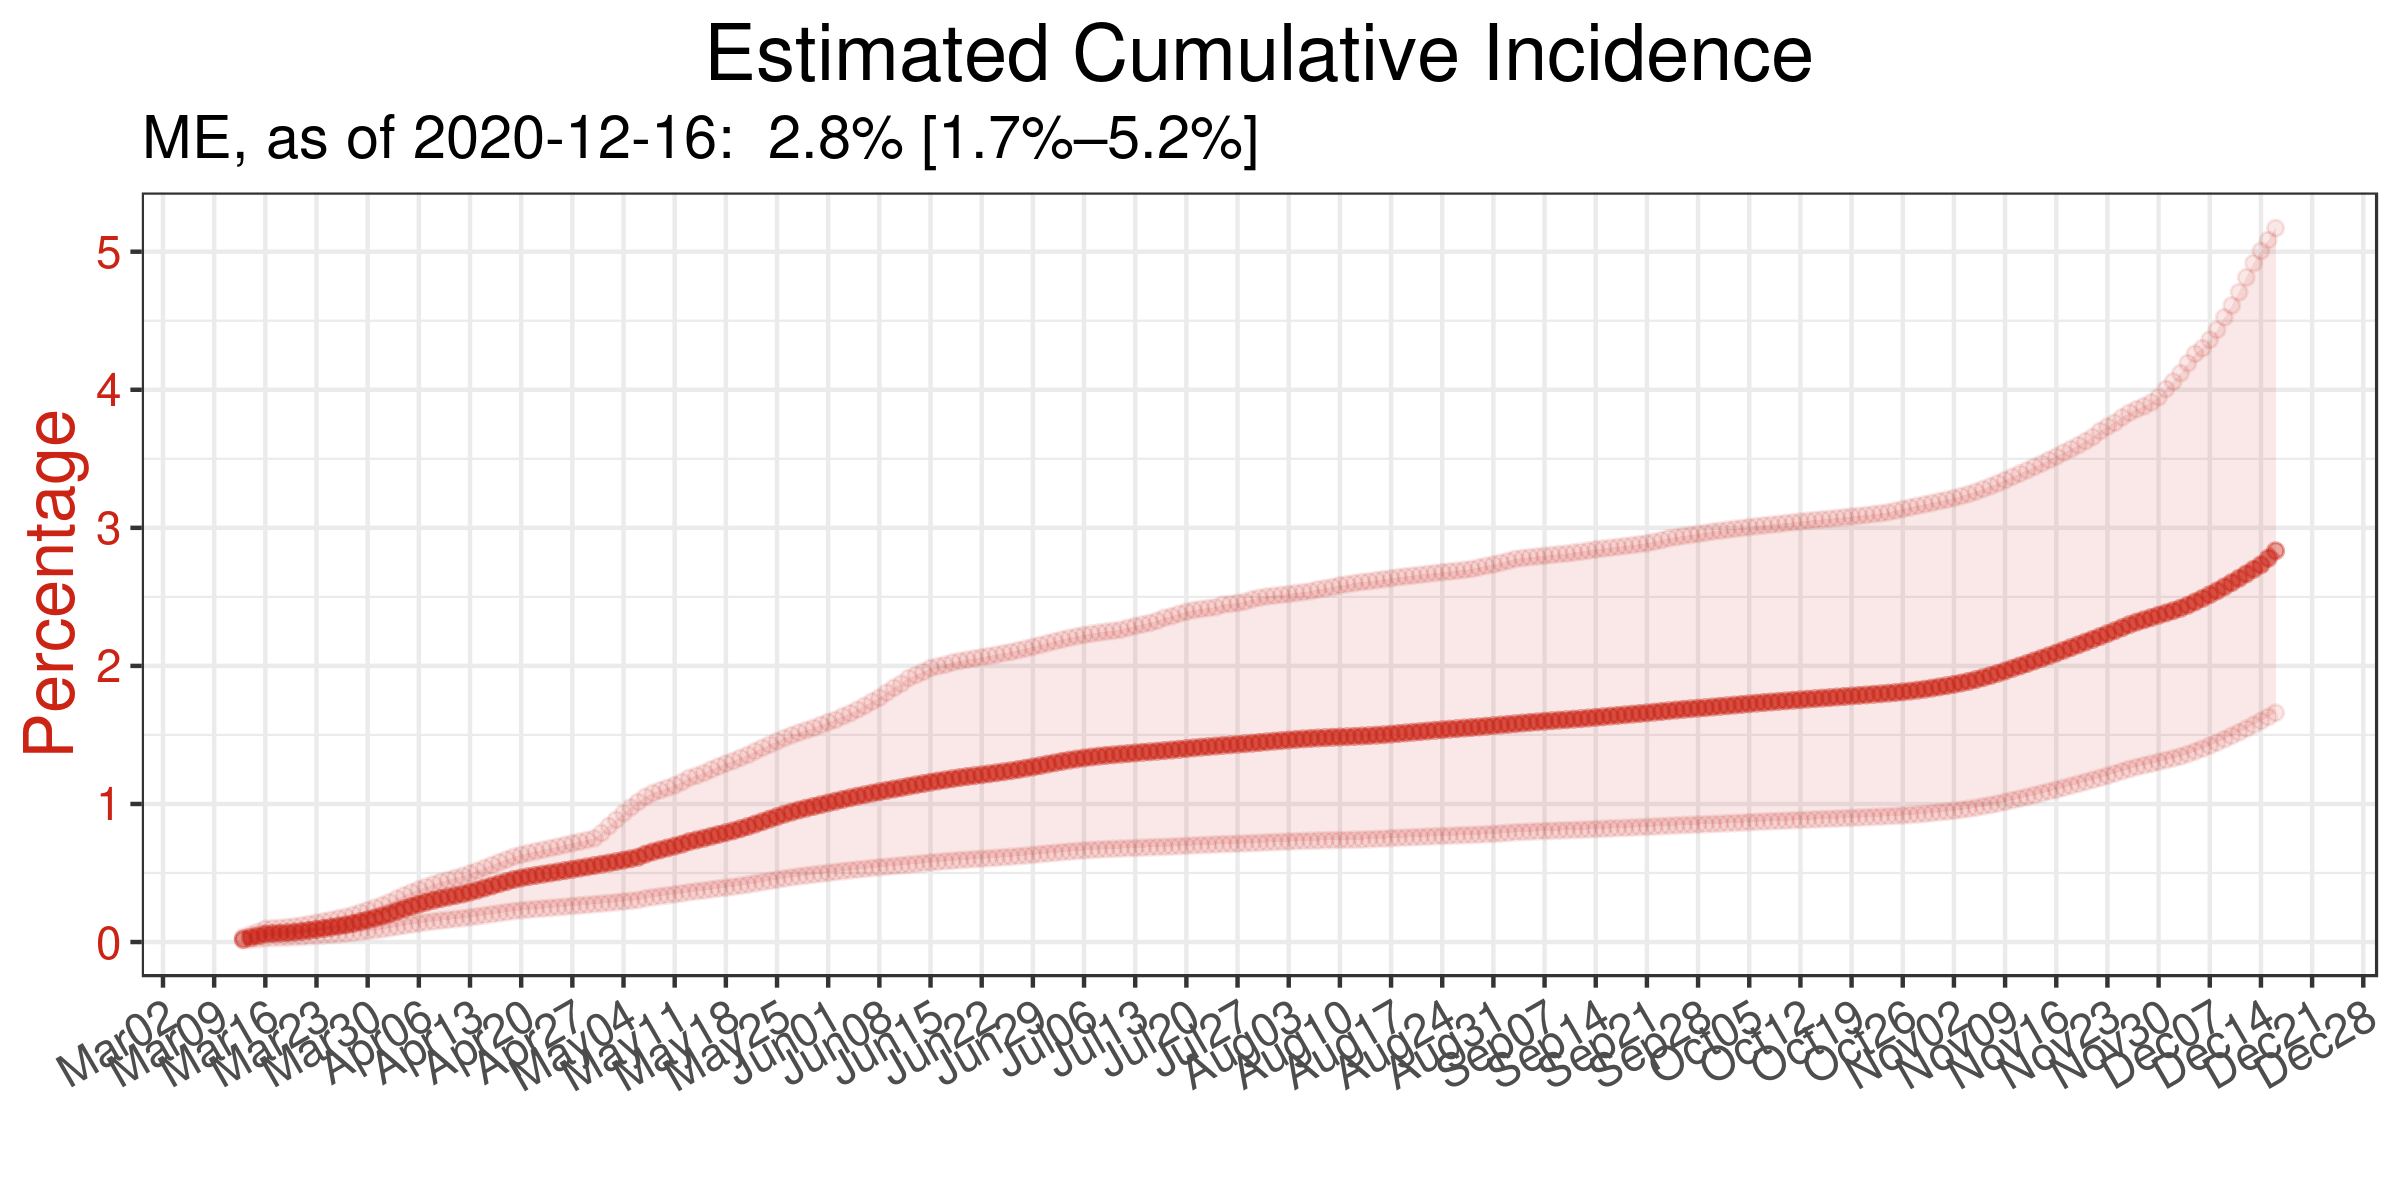 Estimated Cumulative Incidence
ME, as of 2020-12-16:  2.8% [1.7%–5.2%]
Percentage
5
4
3
2
1
0
Mar02
Mar09
Mar16
Mar23
Mar30
Apr06
Apr13
Apr20
Apr27
May04
May11
May18
May25
Jun01
Jun08
Jun15
Jun22
Jun29
Jul06
Jul13
Jul20
Jul27
Aug03
Aug10
Aug17
Aug24
Aug31
Sep07
Sep14
Sep21
Sep28
Oct05
Oct12
Oct19
Oct26
Nov02
Nov09
Nov16
Nov23
Nov30
Dec07
Dec14
Dec21
Dec28